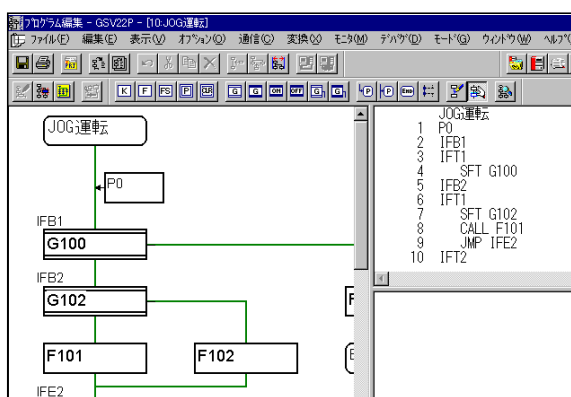 プログラム編集 - GSV22P - [10:JOG運転]
ファイル(F) 編集(E) 表示(V) オプション(O) 通信(C) 変換(X) モニタ(M) デバッグ(D) モード(G) ウィンドウ(W) ヘルプ(
K F FS P CLR G G ON OFF G G P P END
JOG運転
P0
IFB1
G100
IFB2
G102
F101 F102
IFE2
JOG運転
1 P0
2 IFB1
3 IFT1
4 SFT G100
5 IFB2
6 IFT1
7 SFT G102
8 CALL F101
9 JMP IFE2
10 IFT2